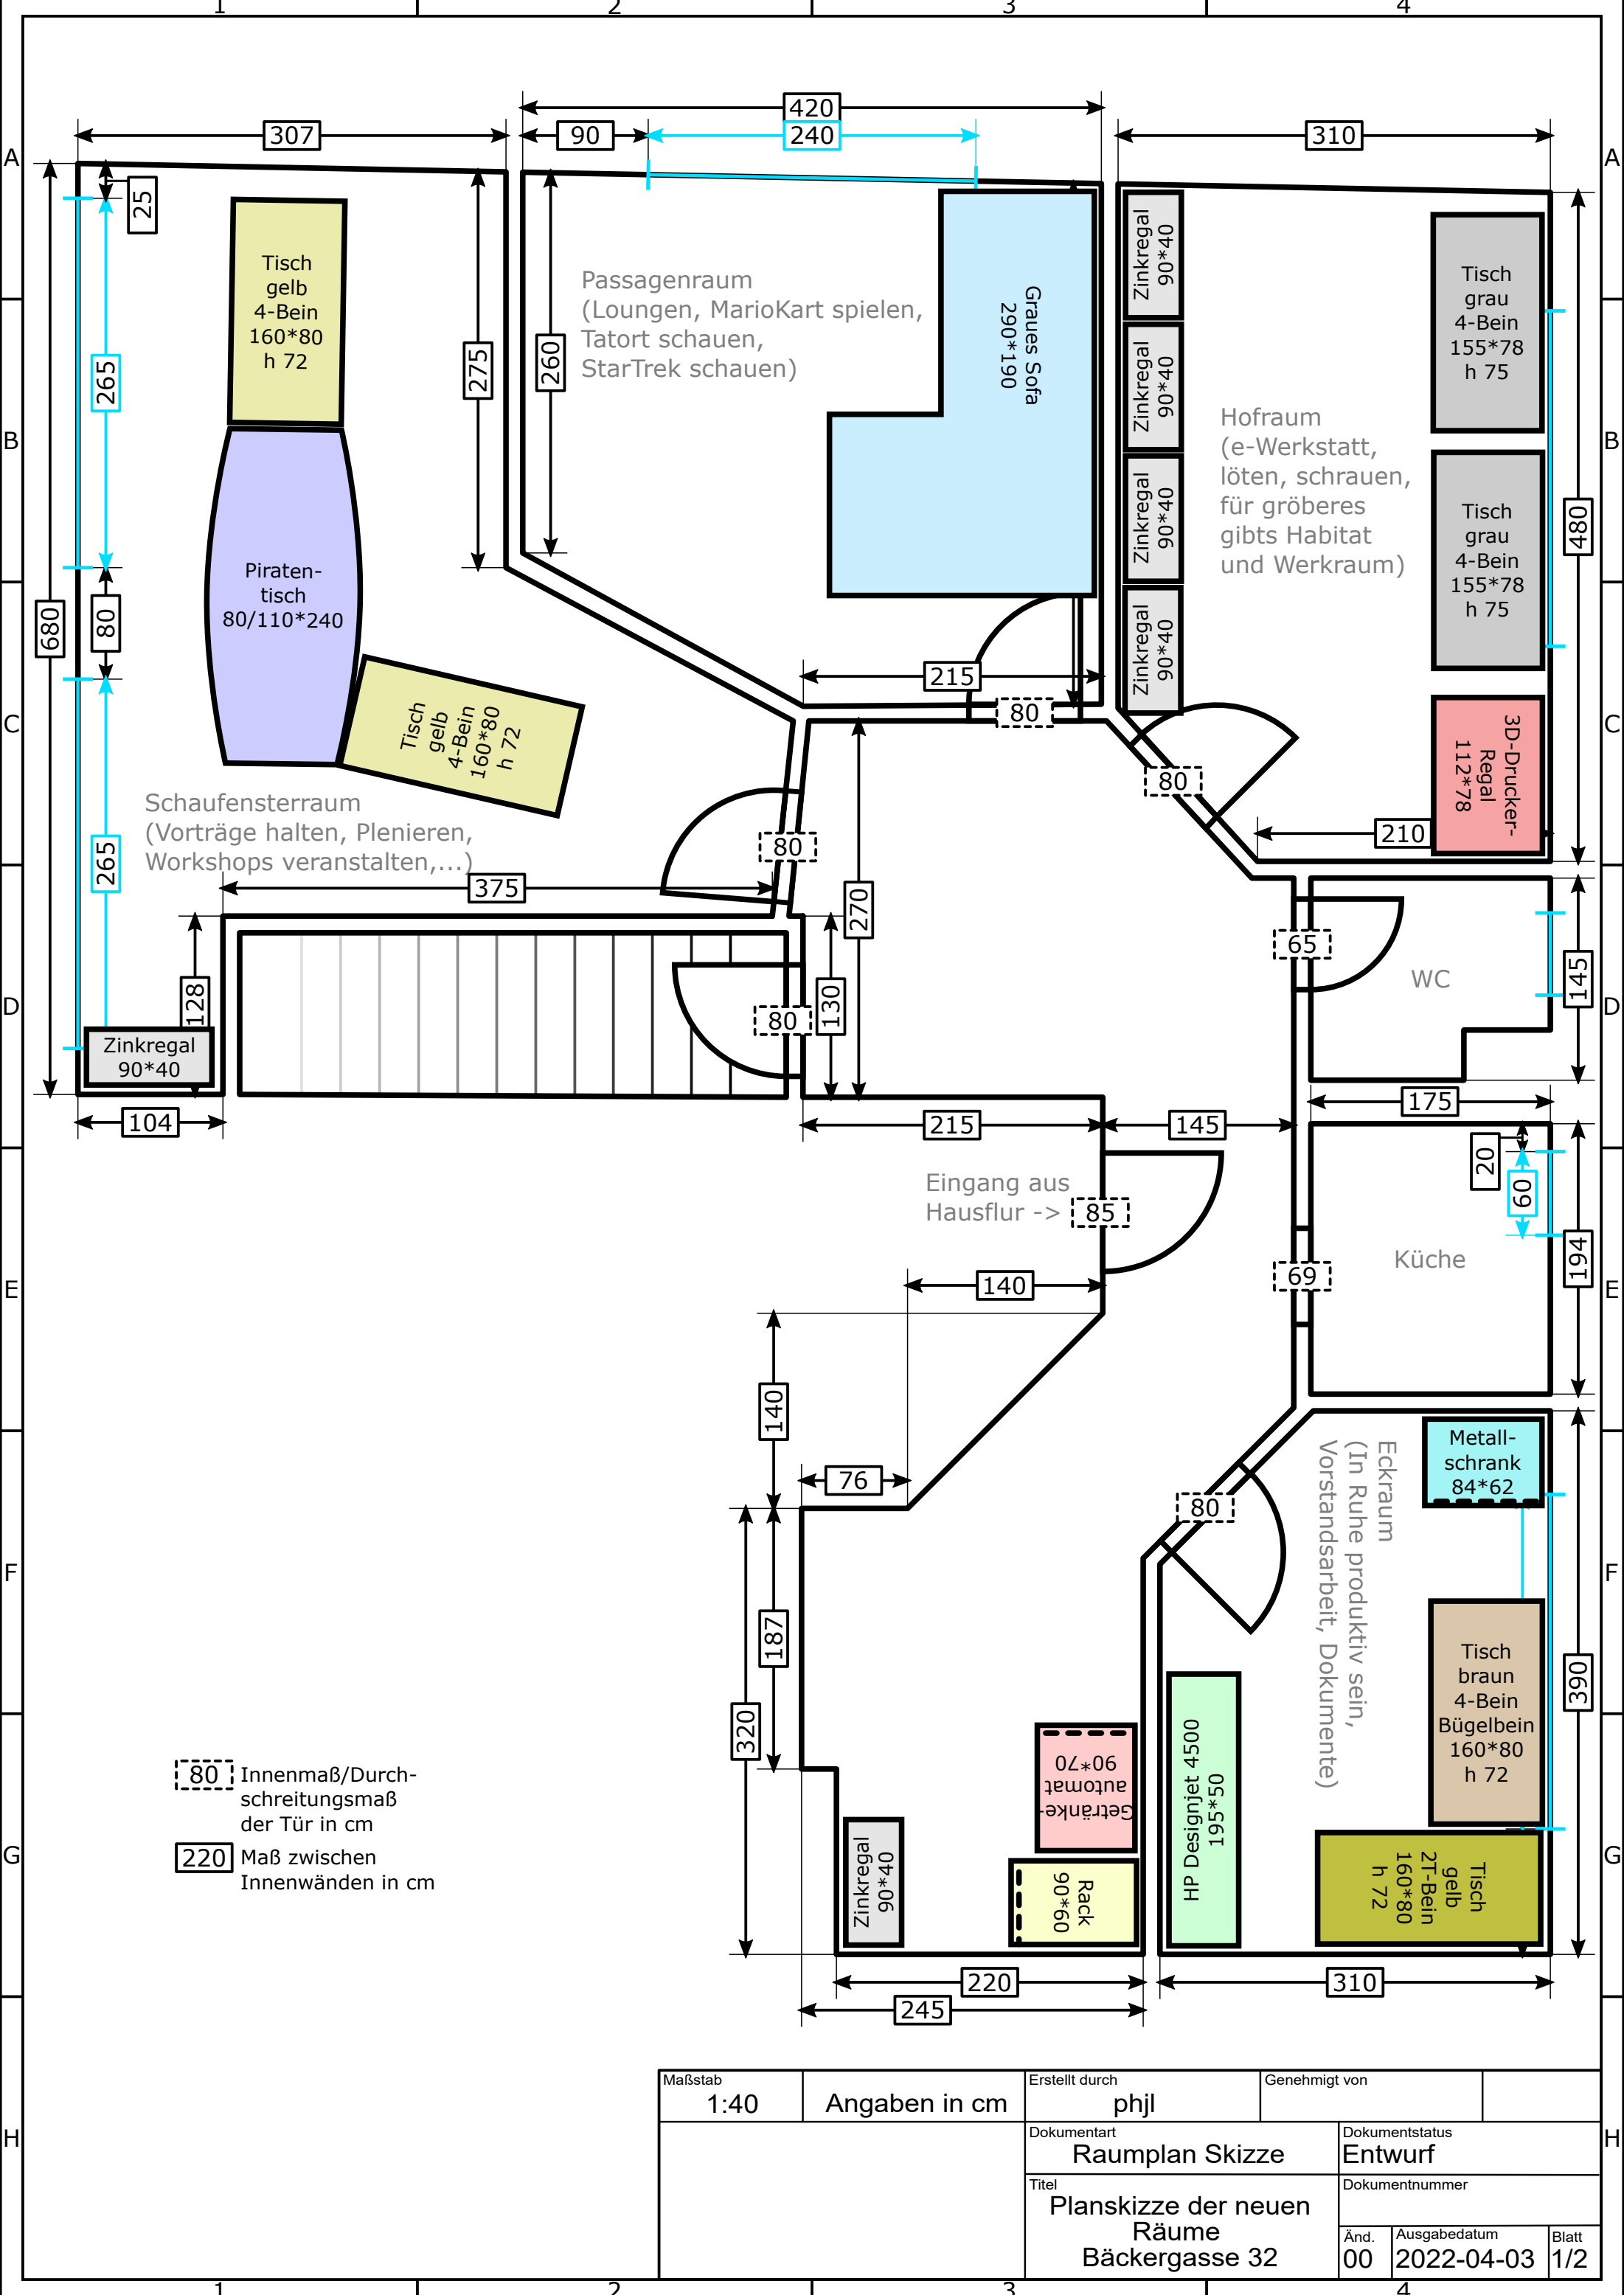 1
2
3
4
A
A
B
B
C
C
D
D
E
E
F
F
G
G
H
H
420
307
90
240
310
25
265
80
265
680
275
260
480
Tisch
gelb
4-Bein
160*80
h 72
Piraten-
tisch
80/110*240
Tisch
gelb
4-Bein
160*80
h 72
Schaufensterraum
(Vorträge halten, Plenieren,
Workshops veranstalten,...)
375
128
Zinkregal
90*40
104
Passagenraum
(Loungen, MarioKart spielen,
Tatort schauen,
StarTrek schauen)
Graues Sofa
290*190
215
80
80
80
80
270
130
Zinkregal
90*40
Zinkregal
90*40
Zinkregal
90*40
Zinkregal
90*40
Hofraum
(e-Werkstatt,
löten, schrauen,
für gröberes
gibts Habitat
und Werkraum)
Tisch
grau
4-Bein
155*78
h 75
Tisch
grau
4-Bein
155*78
h 75
3D-Drucker-
Regal
112*78
210
65
WC
145
175
215
145
Eingang aus
Hausflur ->
85
140
20
60
194
Küche
69
140
76
187
320
80
Eckraum
(In Ruhe produktiv sein,
Vorstandsarbeit, Dokumente)
Metall-
schrank
84*62
Tisch
braun
4-Bein
Bügelbein
160*80
h 72
390
Tisch
gelb
2T-Bein
160*80
h 72
HP Designjet 4500
195*50
Getränke-
automat
90*70
Rack
90*60
Zinkregal
90*40
220
245
310
80
Innenmaß/Durch-
schreitungsmaß
der Tür in cm
220
Maß zwischen
Innenwänden in cm
Maßstab
1:40
Angaben in cm
Erstellt durch
phjl
Genehmigt von
Dokumentart
Raumplan Skizze
Dokumentstatus
Entwurf
Titel
Planskizze der neuen
Räume
Bäckergasse 32
Dokumentnummer
Änd.
00
Ausgabedatum
2022-04-03
Blatt
1/2
1
2
3
4